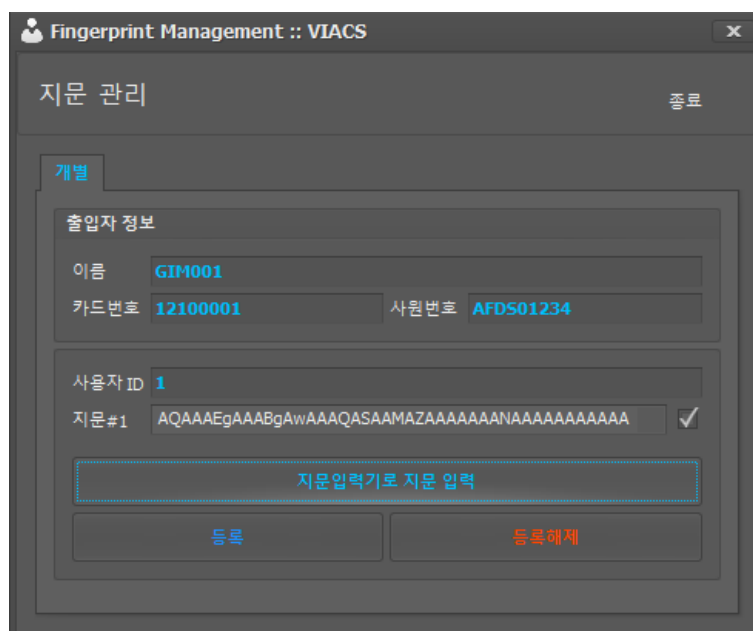 Fingerprint Management :: VIACS
x
지문 관리
종료
개별
출입자 정보
이름 GIM001
카드번호 12100001 사원번호 AFDS01234
사용자 ID 1
지문#1 AQAAAEgAAABgAwAAAQASAAMAZAAAAAAANAAAAAAAAAAA
지문입력기로 지문 입력
등록 등록해제